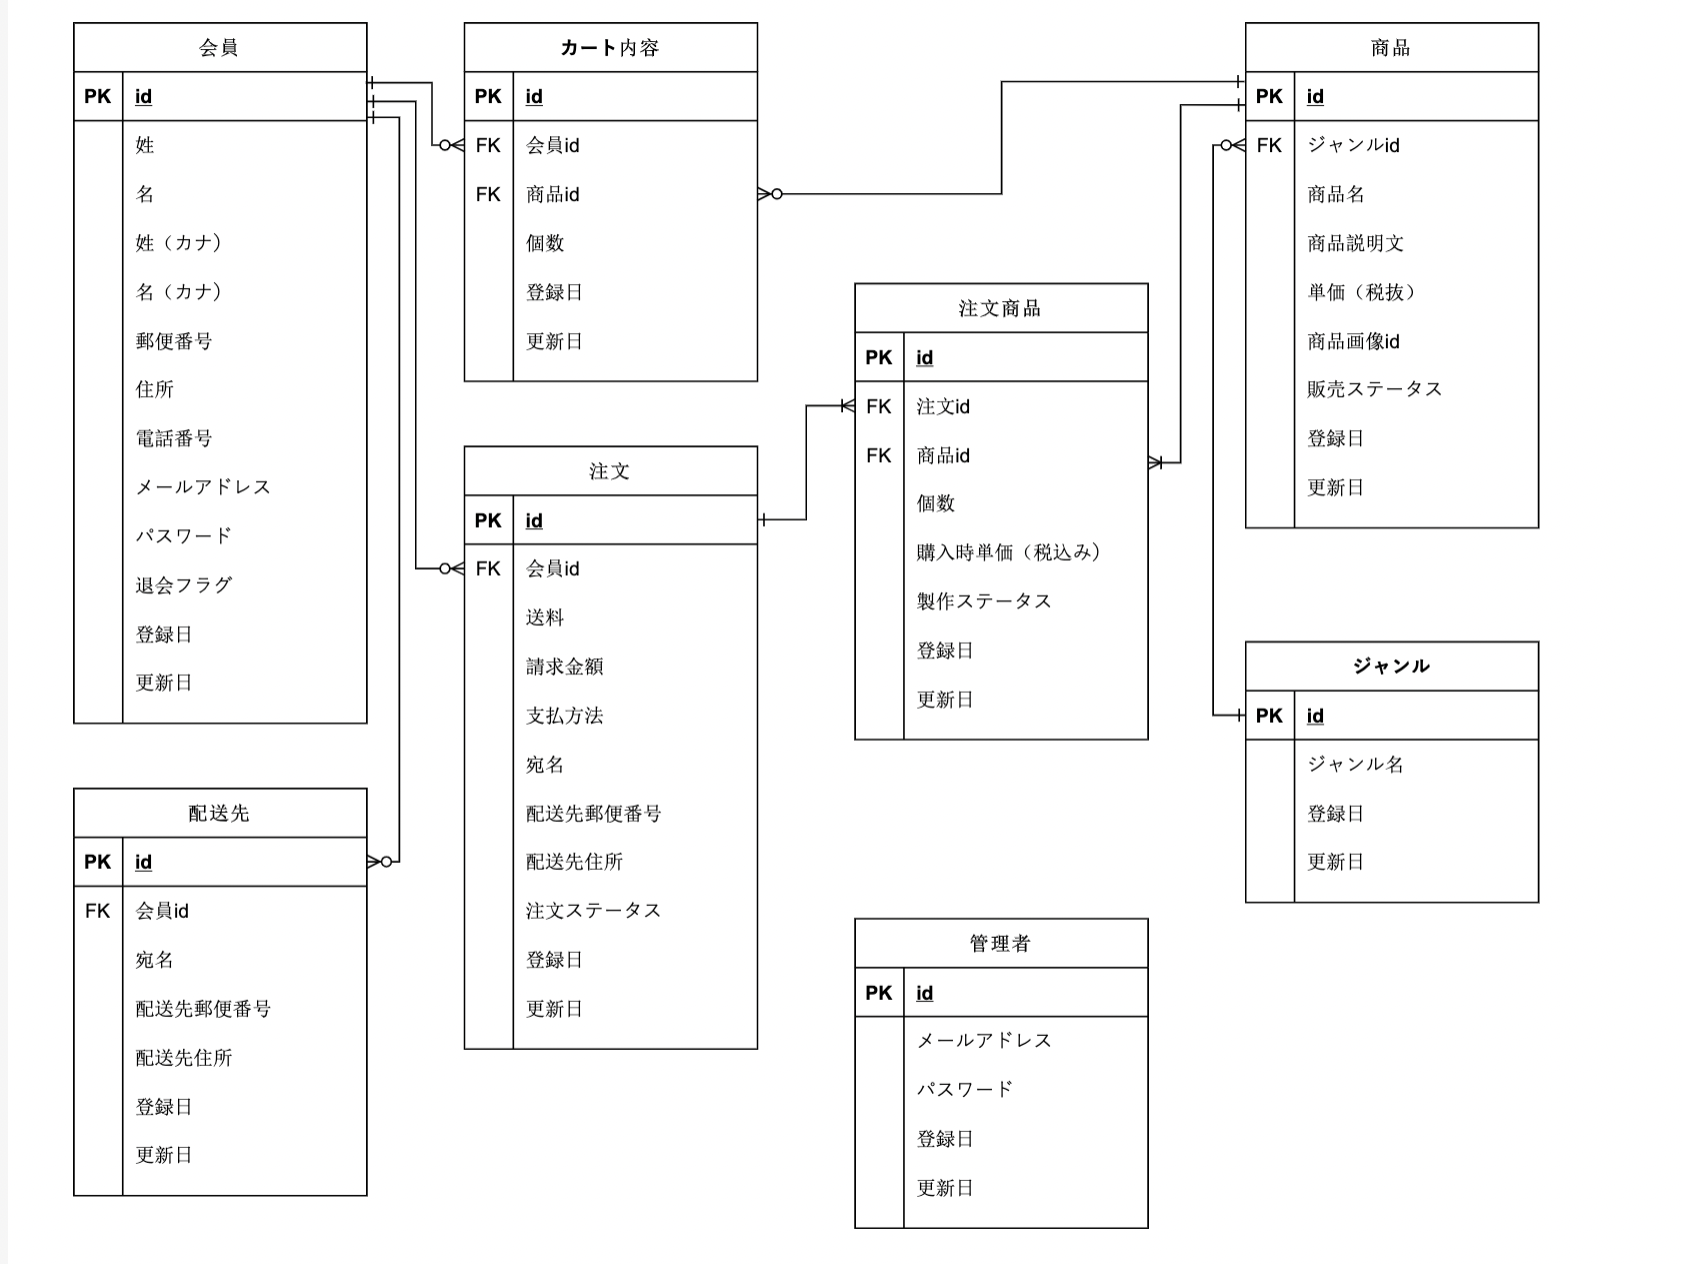 会員
PK id
姓
名
姓（カナ）
名（カナ）
郵便番号
住所
電話番号
メールアドレス
パスワード
退会フラグ
登録日
更新日
カート内容
PK id
FK 会員id
FK 商品id
個数
登録日
更新日
商品
PK id
FK ジャンルid
商品名
商品説明文
単価（税抜）
商品画像id
販売ステータス
登録日
更新日
注文商品
PK id
FK 注文id
FK 商品id
個数
購入時単価（税込み）
製作ステータス
登録日
更新日
注文
PK id
FK 会員id
送料
請求金額
支払方法
宛名
配送先郵便番号
配送先住所
注文ステータス
登録日
更新日
ジャンル
PK id
ジャンル名
登録日
更新日
配送先
PK id
FK 会員id
宛名
配送先郵便番号
配送先住所
登録日
更新日
管理者
PK id
メールアドレス
パスワード
登録日
更新日